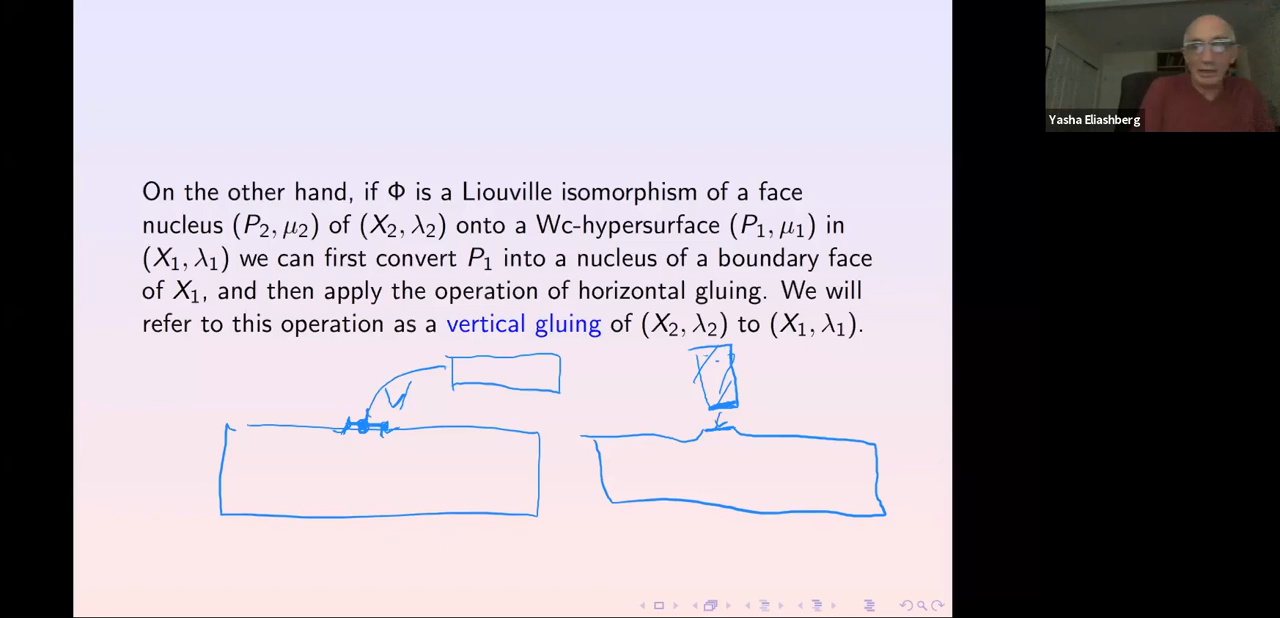 On the other hand, if Φ is a Liouville isomorphism of a face
nucleus (P₂, μ₂) of (X₂, λ₂) onto a Wc-hypersurface (P₁, μ₁) in
(X₁, λ₁) we can first convert P₁ into a nucleus of a boundary face
of X₁, and then apply the operation of horizontal gluing. We will
refer to this operation as a vertical gluing of (X₂, λ₂) to (X₁, λ₁).
Yasha Eliashberg